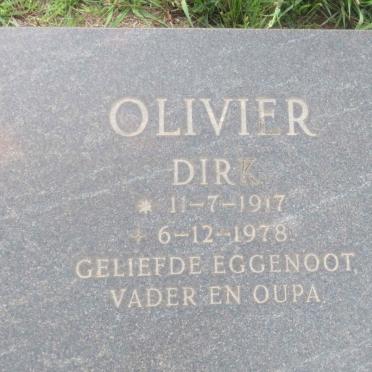 OLIVIER
DIRK
* 11-7-1917
+ 6-12-1978
GELIEFDE EGGENOOT,
VADER EN OUPA.